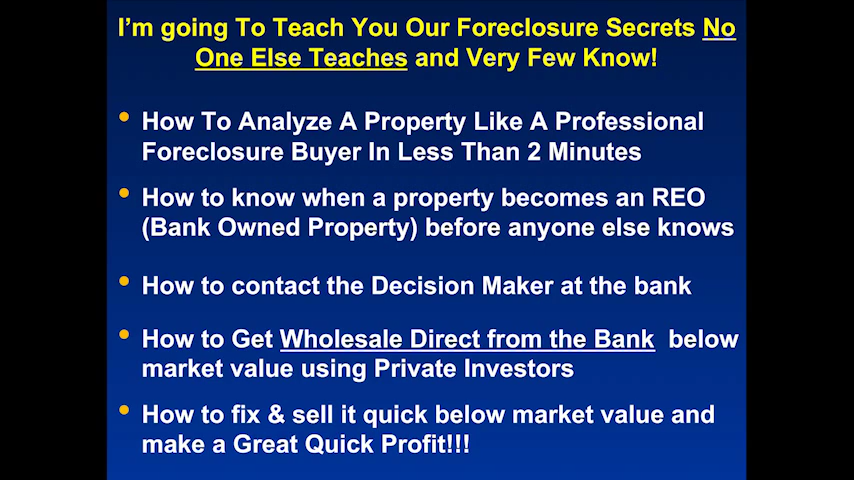 I'm going To Teach You Our Foreclosure Secrets No
One Else Teaches and Very Few Know!
• How To Analyze A Property Like A Professional
Foreclosure Buyer In Less Than 2 Minutes
• How to know when a property becomes an REO
(Bank Owned Property) before anyone else knows
• How to contact the Decision Maker at the bank
• How to Get Wholesale Direct from the Bank below
market value using Private Investors
• How to fix & sell it quick below market value and
make a Great Quick Profit!!!